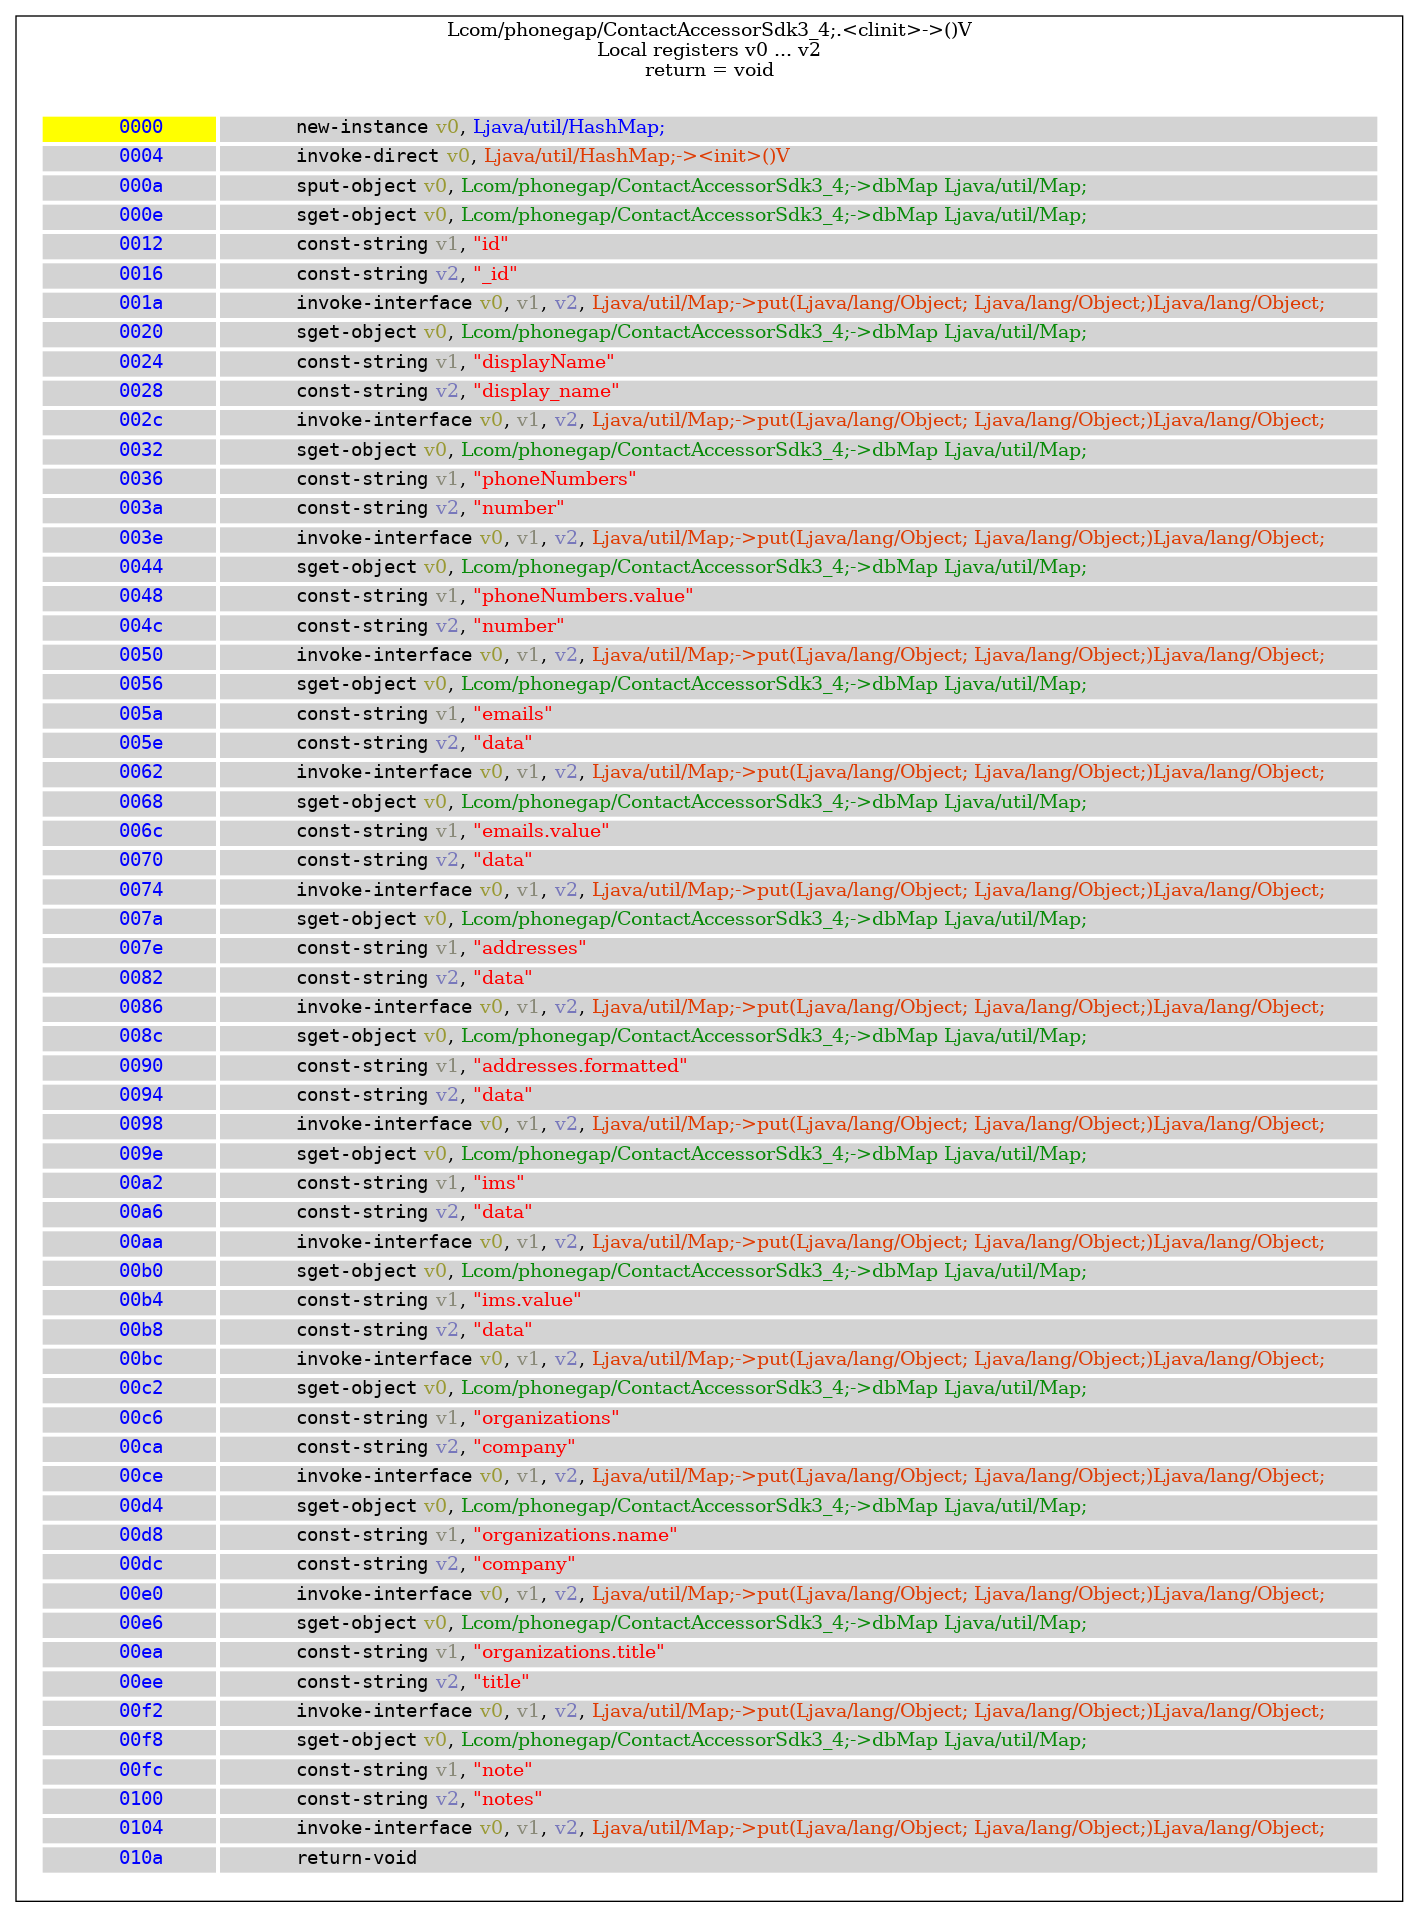 Lcom/phonegap/ContactAccessorSdk3_4;.<clinit>->()V
Local registers v0 ... v2
return = void
0000 new-instance v0, Ljava/util/HashMap;
0004 invoke-direct v0, Ljava/util/HashMap;-><init>()V
000a sput-object v0, Lcom/phonegap/ContactAccessorSdk3_4;->dbMap Ljava/util/Map;
000e sget-object v0, Lcom/phonegap/ContactAccessorSdk3_4;->dbMap Ljava/util/Map;
0012 const-string v1, "id"
0016 const-string v2, "_id"
001a invoke-interface v0, v1, v2, Ljava/util/Map;->put(Ljava/lang/Object; Ljava/lang/Object;)Ljava/lang/Object;
0020 sget-object v0, Lcom/phonegap/ContactAccessorSdk3_4;->dbMap Ljava/util/Map;
0024 const-string v1, "displayName"
0028 const-string v2, "display_name"
002c invoke-interface v0, v1, v2, Ljava/util/Map;->put(Ljava/lang/Object; Ljava/lang/Object;)Ljava/lang/Object;
0032 sget-object v0, Lcom/phonegap/ContactAccessorSdk3_4;->dbMap Ljava/util/Map;
0036 const-string v1, "phoneNumbers"
003a const-string v2, "number"
003e invoke-interface v0, v1, v2, Ljava/util/Map;->put(Ljava/lang/Object; Ljava/lang/Object;)Ljava/lang/Object;
0044 sget-object v0, Lcom/phonegap/ContactAccessorSdk3_4;->dbMap Ljava/util/Map;
0048 const-string v1, "phoneNumbers.value"
004c const-string v2, "number"
0050 invoke-interface v0, v1, v2, Ljava/util/Map;->put(Ljava/lang/Object; Ljava/lang/Object;)Ljava/lang/Object;
0056 sget-object v0, Lcom/phonegap/ContactAccessorSdk3_4;->dbMap Ljava/util/Map;
005a const-string v1, "emails"
005e const-string v2, "data"
0062 invoke-interface v0, v1, v2, Ljava/util/Map;->put(Ljava/lang/Object; Ljava/lang/Object;)Ljava/lang/Object;
0068 sget-object v0, Lcom/phonegap/ContactAccessorSdk3_4;->dbMap Ljava/util/Map;
006c const-string v1, "emails.value"
0070 const-string v2, "data"
0074 invoke-interface v0, v1, v2, Ljava/util/Map;->put(Ljava/lang/Object; Ljava/lang/Object;)Ljava/lang/Object;
007a sget-object v0, Lcom/phonegap/ContactAccessorSdk3_4;->dbMap Ljava/util/Map;
007e const-string v1, "addresses"
0082 const-string v2, "data"
0086 invoke-interface v0, v1, v2, Ljava/util/Map;->put(Ljava/lang/Object; Ljava/lang/Object;)Ljava/lang/Object;
008c sget-object v0, Lcom/phonegap/ContactAccessorSdk3_4;->dbMap Ljava/util/Map;
0090 const-string v1, "addresses.formatted"
0094 const-string v2, "data"
0098 invoke-interface v0, v1, v2, Ljava/util/Map;->put(Ljava/lang/Object; Ljava/lang/Object;)Ljava/lang/Object;
009e sget-object v0, Lcom/phonegap/ContactAccessorSdk3_4;->dbMap Ljava/util/Map;
00a2 const-string v1, "ims"
00a6 const-string v2, "data"
00aa invoke-interface v0, v1, v2, Ljava/util/Map;->put(Ljava/lang/Object; Ljava/lang/Object;)Ljava/lang/Object;
00b0 sget-object v0, Lcom/phonegap/ContactAccessorSdk3_4;->dbMap Ljava/util/Map;
00b4 const-string v1, "ims.value"
00b8 const-string v2, "data"
00bc invoke-interface v0, v1, v2, Ljava/util/Map;->put(Ljava/lang/Object; Ljava/lang/Object;)Ljava/lang/Object;
00c2 sget-object v0, Lcom/phonegap/ContactAccessorSdk3_4;->dbMap Ljava/util/Map;
00c6 const-string v1, "organizations"
00ca const-string v2, "company"
00ce invoke-interface v0, v1, v2, Ljava/util/Map;->put(Ljava/lang/Object; Ljava/lang/Object;)Ljava/lang/Object;
00d4 sget-object v0, Lcom/phonegap/ContactAccessorSdk3_4;->dbMap Ljava/util/Map;
00d8 const-string v1, "organizations.name"
00dc const-string v2, "company"
00e0 invoke-interface v0, v1, v2, Ljava/util/Map;->put(Ljava/lang/Object; Ljava/lang/Object;)Ljava/lang/Object;
00e6 sget-object v0, Lcom/phonegap/ContactAccessorSdk3_4;->dbMap Ljava/util/Map;
00ea const-string v1, "organizations.title"
00ee const-string v2, "title"
00f2 invoke-interface v0, v1, v2, Ljava/util/Map;->put(Ljava/lang/Object; Ljava/lang/Object;)Ljava/lang/Object;
00f8 sget-object v0, Lcom/phonegap/ContactAccessorSdk3_4;->dbMap Ljava/util/Map;
00fc const-string v1, "note"
0100 const-string v2, "notes"
0104 invoke-interface v0, v1, v2, Ljava/util/Map;->put(Ljava/lang/Object; Ljava/lang/Object;)Ljava/lang/Object;
010a return-void